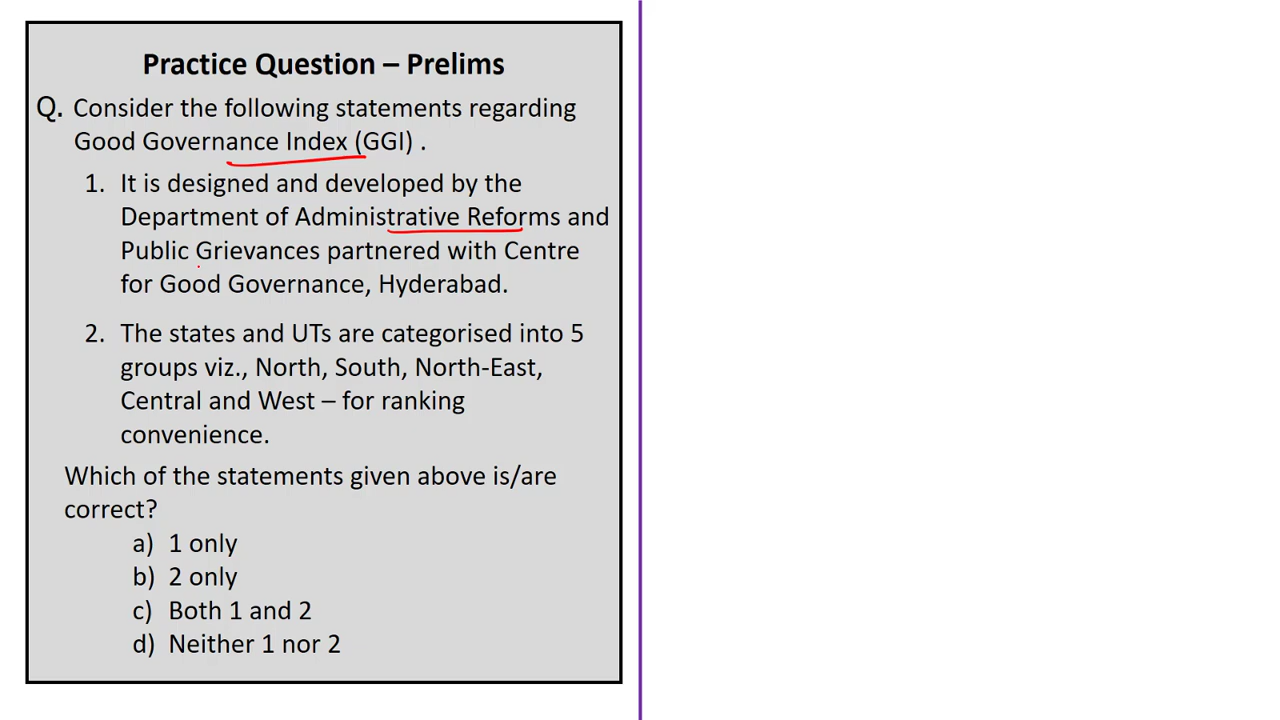 Practice Question – Prelims
Q. Consider the following statements regarding
Good Governance Index (GGI) .
1. It is designed and developed by the
Department of Administrative Reforms and
Public Grievances partnered with Centre
for Good Governance, Hyderabad.
2. The states and UTs are categorised into 5
groups viz., North, South, North-East,
Central and West – for ranking
convenience.
Which of the statements given above is/are
correct?
a) 1 only
b) 2 only
c) Both 1 and 2
d) Neither 1 nor 2